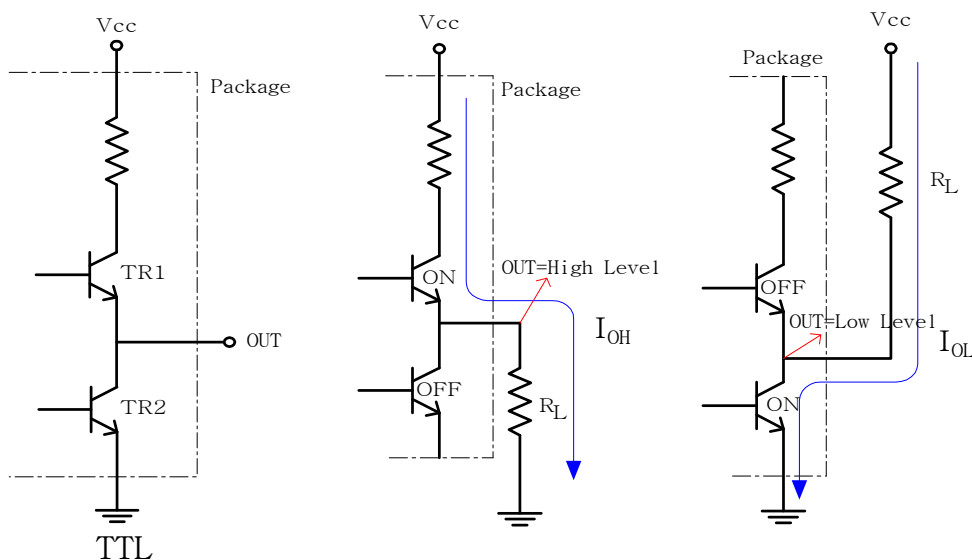 Vcc
Package
TR1
OUT
TR2
TTL
Vcc
Package
ON
OUT=High Level
IOH
OFF
RL
Vcc
Package
RL
OFF
OUT=Low Level
IOL
ON